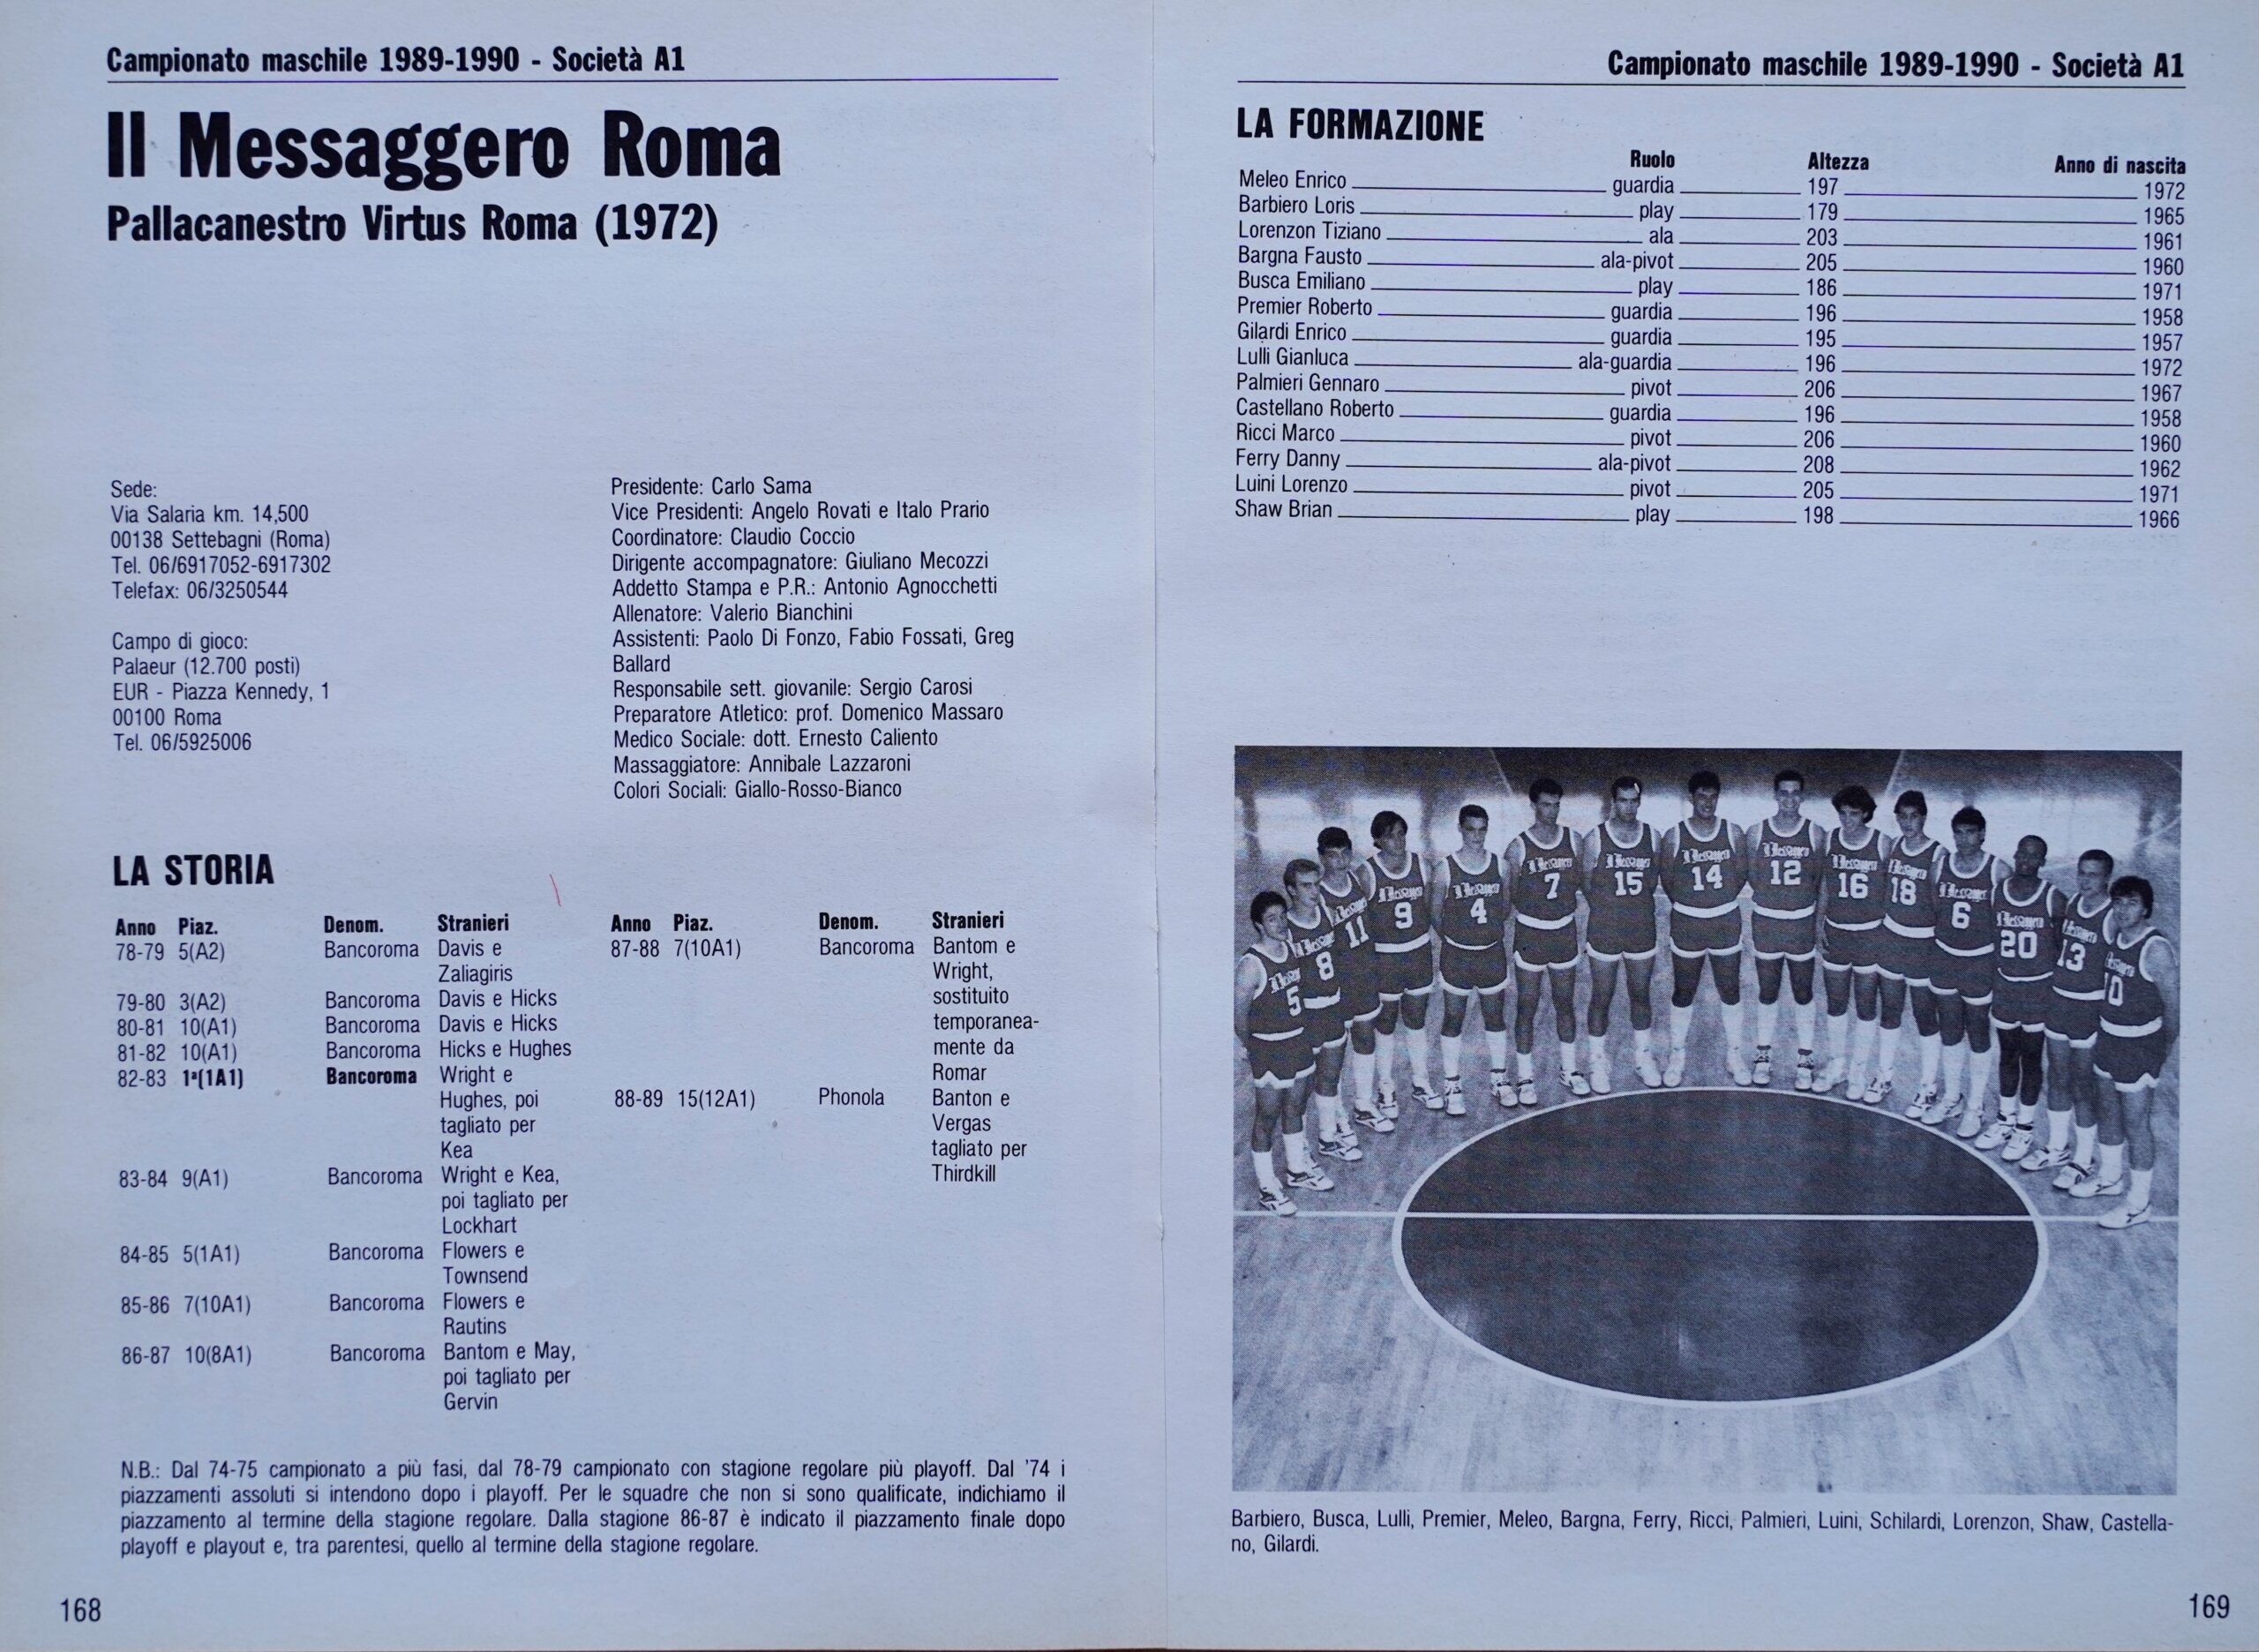 Campionato maschile 1989-1990 - Società A1
Il Messaggero Roma
Pallacanestro Virtus Roma (1972)
Sede:
Via Salaria km. 14,500
00138 Settebagni (Roma)
Tel. 06/6917052-6917302
Telefax: 06/3250544
Campo di gioco:
Palaeur (12.700 posti)
EUR - Piazza Kennedy, 1
00100 Roma
Tel. 06/5925006
Presidente: Carlo Sama
Vice Presidenti: Angelo Rovati e Italo Prario
Coordinatore: Claudio Coccio
Dirigente accompagnatore: Giuliano Mecozzi
Addetto Stampa e P.R.: Antonio Agnocchetti
Allenatore: Valerio Bianchini
Assistenti: Paolo Di Fonzo, Fabio Fossati, Greg
Ballard
Responsabile sett. giovanile: Sergio Carosi
Preparatore Atletico: prof. Domenico Massaro
Medico Sociale: dott. Ernesto Caliento
Massaggiatore: Annibale Lazzaroni
Colori Sociali: Giallo-Rosso-Bianco
LA STORIA
Anno Piaz. Denom. Stranieri
78-79 5(A2) Bancoroma Davis e
Zaliagiris
79-80 3(A2) Bancoroma Davis e Hicks
80-81 10(A1) Bancoroma Davis e Hicks
81-82 10(A1) Bancoroma Hicks e Hughes
82-83 1ª(1A1) Bancoroma Wright e
Hughes, poi
tagliato per
Kea
83-84 9(A1) Bancoroma Wright e Kea,
poi tagliato per
Lockhart
84-85 5(1A1) Bancoroma Flowers e
Townsend
85-86 7(10A1) Bancoroma Flowers e
Rautins
86-87 10(8A1) Bancoroma Bantom e May,
poi tagliato per
Gervin
Anno Piaz. Denom. Stranieri
87-88 7(10A1) Bancoroma Bantom e
Wright,
sostituito
temporanea-
mente da
Romar
88-89 15(12A1) Phonola Banton e
Vergas
tagliato per
Thirdkill
N.B.: Dal 74-75 campionato a più fasi, dal 78-79 campionato con stagione regolare più playoff. Dal '74 i
piazzamenti assoluti si intendono dopo i playoff. Per le squadre che non si sono qualificate, indichiamo il
piazzamento al termine della stagione regolare. Dalla stagione 86-87 è indicato il piazzamento finale dopo
playoff e playout e, tra parentesi, quello al termine della stagione regolare.
168
Campionato maschile 1989-1990 - Società A1
LA FORMAZIONE
Ruolo Altezza Anno di nascita
Meleo Enrico guardia 197 1972
Barbiero Loris play 179 1965
Lorenzon Tiziano ala 203 1961
Bargna Fausto ala-pivot 205 1960
Busca Emiliano play 186 1971
Premier Roberto guardia 196 1958
Gilardi Enrico guardia 195 1957
Lulli Gianluca ala-guardia 196 1972
Palmieri Gennaro pivot 206 1967
Castellano Roberto guardia 196 1958
Ricci Marco pivot 206 1960
Ferry Danny ala-pivot 208 1962
Luini Lorenzo pivot 205 1971
Shaw Brian play 198 1966
Il Messaggero
5 8 11 9 4 7 15 14 12 16 18 6 20 13 10
Barbiero, Busca, Lulli, Premier, Meleo, Bargna, Ferry, Ricci, Palmieri, Luini, Schilardi, Lorenzon, Shaw, Castella-
no, Gilardi.
169